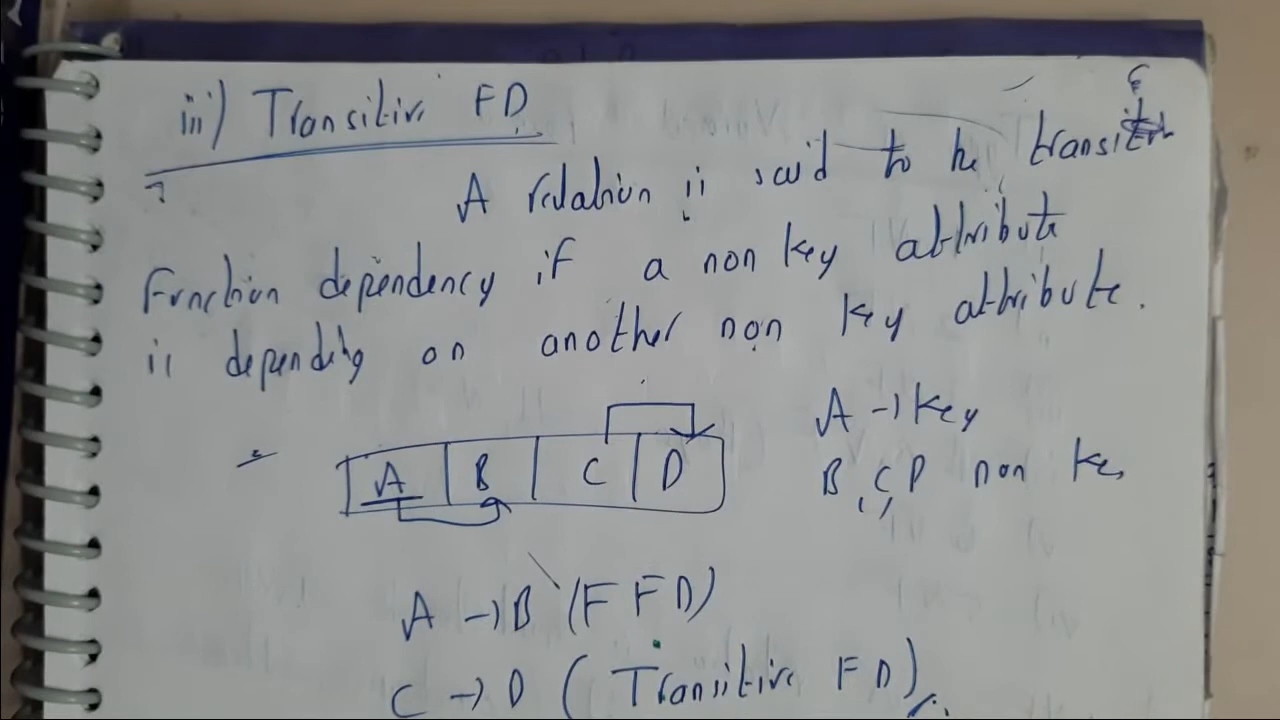 iii) Transitive FD
A relation is said to be transitive
Function dependency if a non key attribute
is depending on another non key attribute.
A B C D
A → key
B, C, D non key
A → B (FFD)
C → D (Transitive FD)